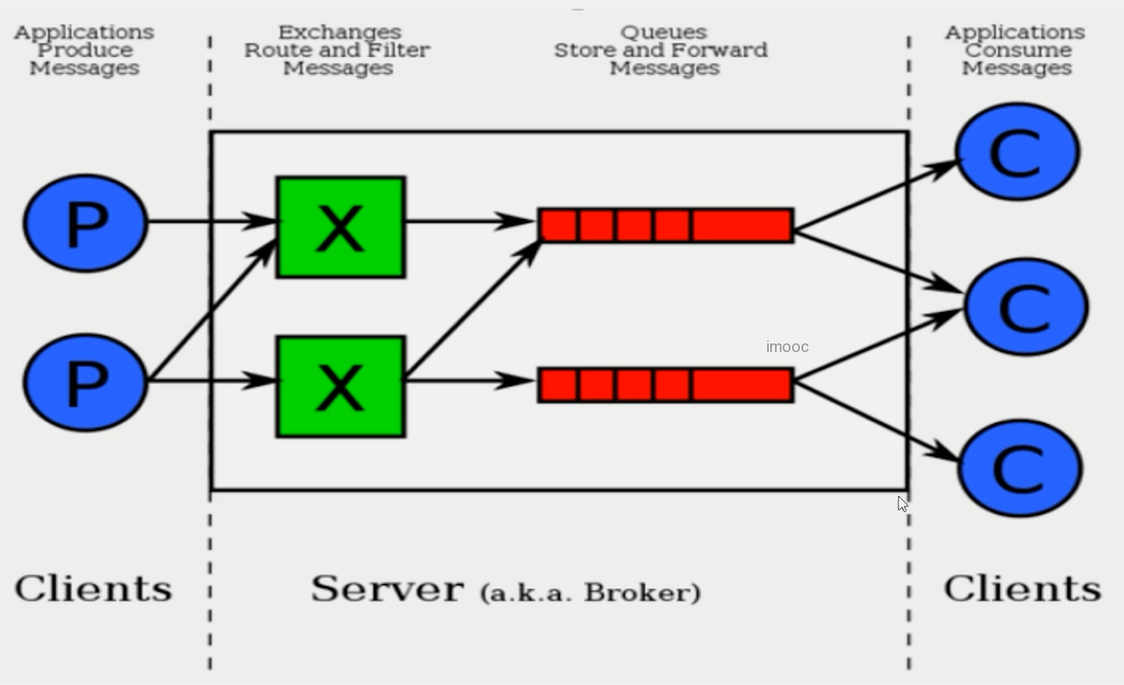 Applications
Produce
Messages
Exchanges
Route and Filter
Messages
Queues
Store and Forward
Messages
Applications
Consume
Messages
P
P
X
X
imooc
C
C
C
Clients
Server (a.k.a. Broker)
Clients